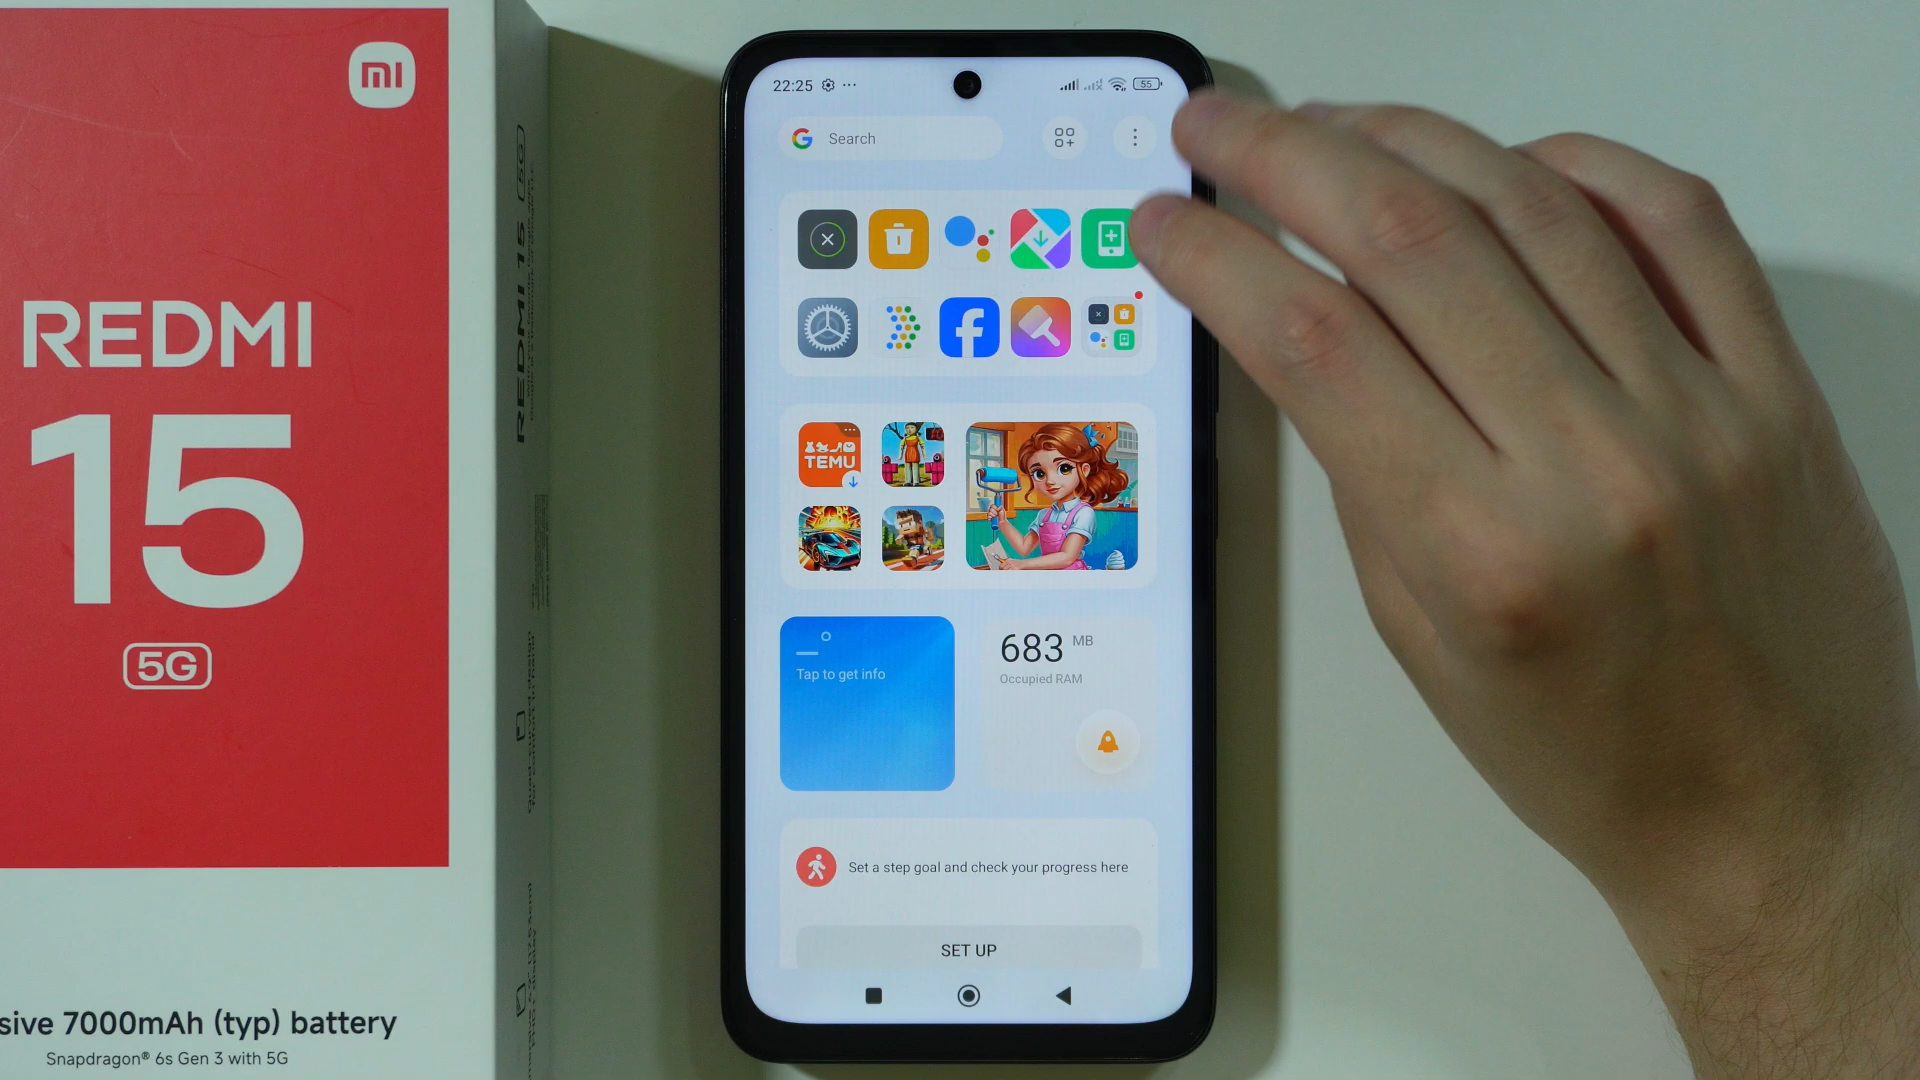 REDMI
15
5G
sive 7000mAh (typ) battery
Snapdragon® 6s Gen 3 with 5G
REDMI 15 5G
22:25
55
Search
TEMU
Tap to get info
683 MB
Occupied RAM
Set a step goal and check your progress here
SET UP